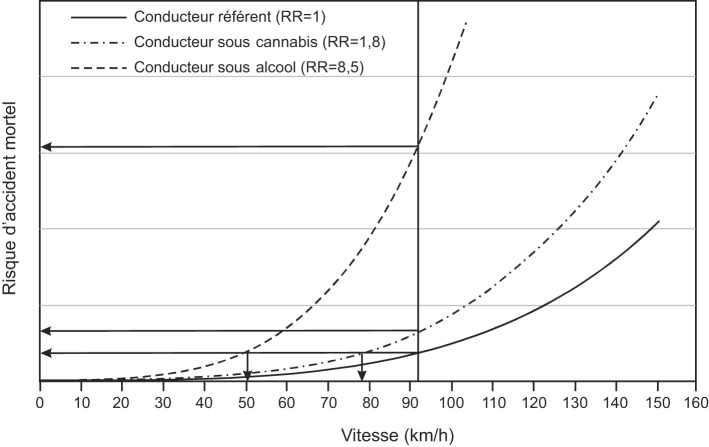 Conducteur référent (RR=1)
Conducteur sous cannabis (RR=1,8)
Conducteur sous alcool (RR=8,5)
Risque d'accident mortel
0 10 20 30 40 50 60 70 80 90 100 110 120 130 140 150 160
Vitesse (km/h)